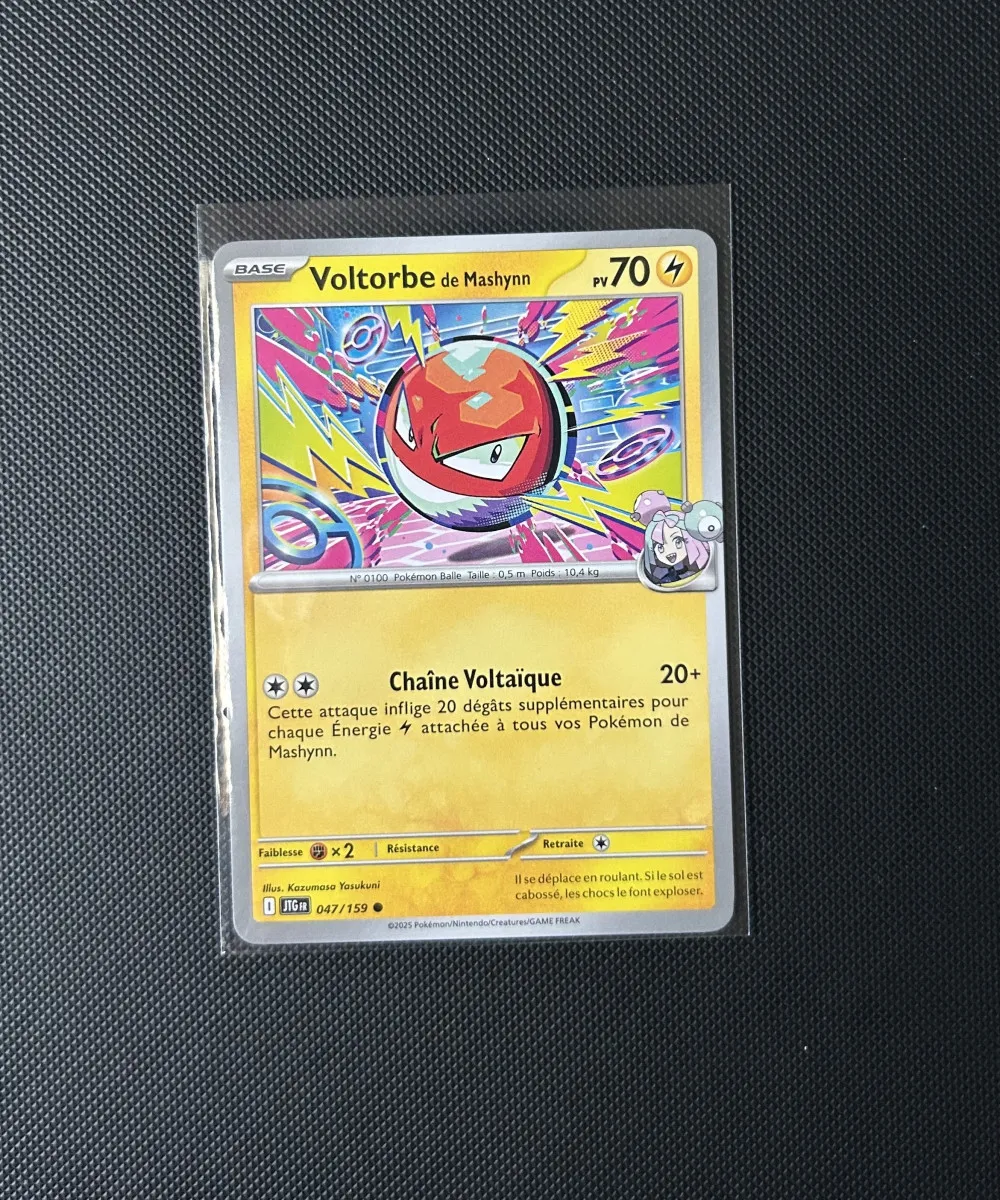 BASE Voltorbe de Mashynn PV 70
N° 0100 Pokémon Balle Taille : 0,5 m Poids : 10,4 kg
Chaîne Voltaïque 20+
Cette attaque inflige 20 dégâts supplémentaires pour
chaque Énergie attachée à tous vos Pokémon de
Mashynn.
Faiblesse ×2 Résistance Retraite
Illus. Kazumasa Yasukuni
Il se déplace en roulant. Si le sol est
cabossé, les chocs le font exploser.
I JTG FR 047/159
©2025 Pokémon/Nintendo/Creatures/GAME FREAK